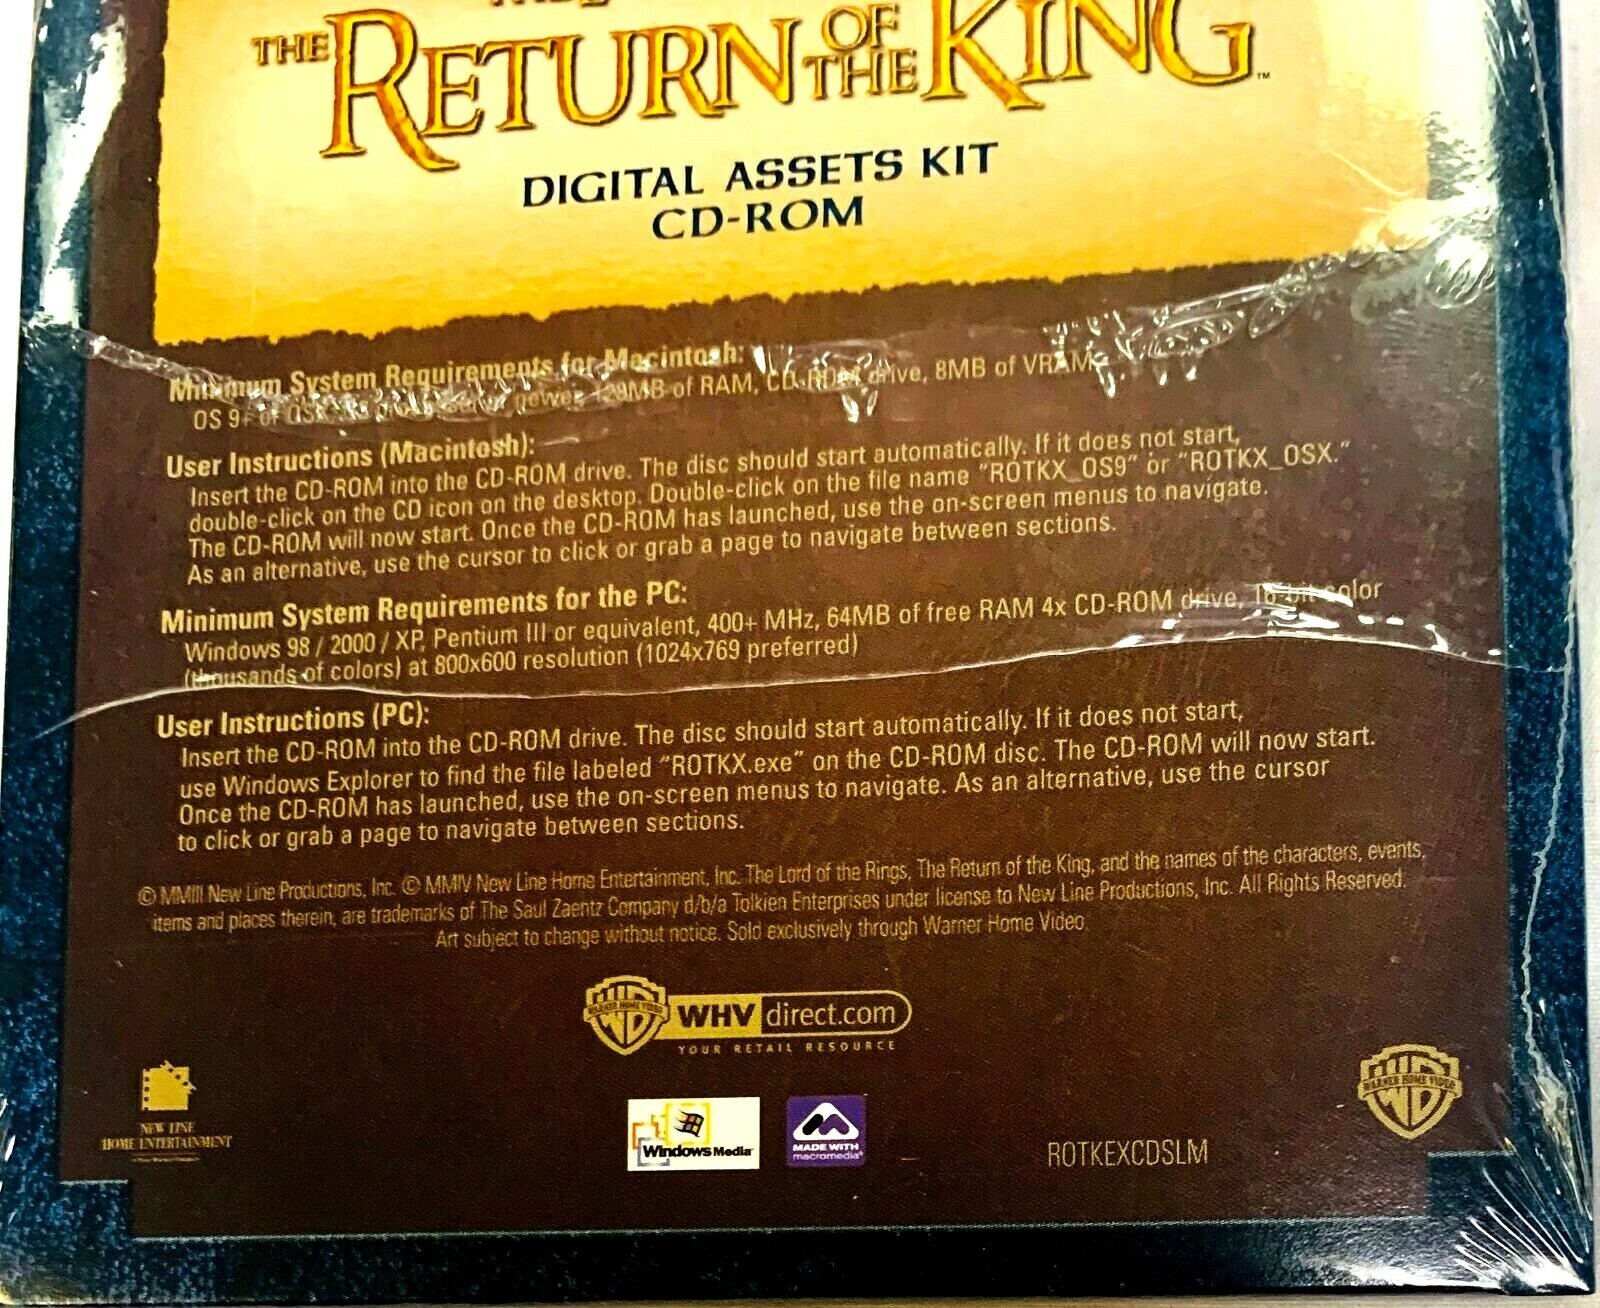 THE RETURN OF THE KING™
DIGITAL ASSETS KIT
CD-ROM
Minimum System Requirements for Macintosh:
OS 9+ or newer, 128MB of RAM, CD-ROM drive, 8MB of VRAM
User Instructions (Macintosh):
Insert the CD-ROM into the CD-ROM drive. The disc should start automatically. If it does not start,
double-click on the CD icon on the desktop. Double-click on the file name "ROTKX_OS9" or "ROTKX_OSX."
The CD-ROM will now start. Once the CD-ROM has launched, use the on-screen menus to navigate.
As an alternative, use the cursor to click or grab a page to navigate between sections.
Minimum System Requirements for the PC:
Windows 98 / 2000 / XP, Pentium III or equivalent, 400+ MHz, 64MB of free RAM 4x CD-ROM drive, 16-bit color
(thousands of colors) at 800x600 resolution (1024x769 preferred)
User Instructions (PC):
Insert the CD-ROM into the CD-ROM drive. The disc should start automatically. If it does not start,
use Windows Explorer to find the file labeled "ROTKX.exe" on the CD-ROM disc. The CD-ROM will now start.
Once the CD-ROM has launched, use the on-screen menus to navigate. As an alternative, use the cursor
to click or grab a page to navigate between sections.
© MMIII New Line Productions, Inc. © MMIV New Line Home Entertainment, Inc. The Lord of the Rings, The Return of the King, and the names of the characters, events,
items and places therein, are trademarks of The Saul Zaentz Company d/b/a Tolkien Enterprises under license to New Line Productions, Inc. All Rights Reserved.
Art subject to change without notice. Sold exclusively through Warner Home Video.
WARNER HOME VIDEO
WHV direct.com
YOUR RETAIL RESOURCE
NEW LINE
HOME ENTERTAINMENT
Windows Media
MADE WITH
macromedia®
ROTKEXCDSLM
WARNER HOME VIDEO